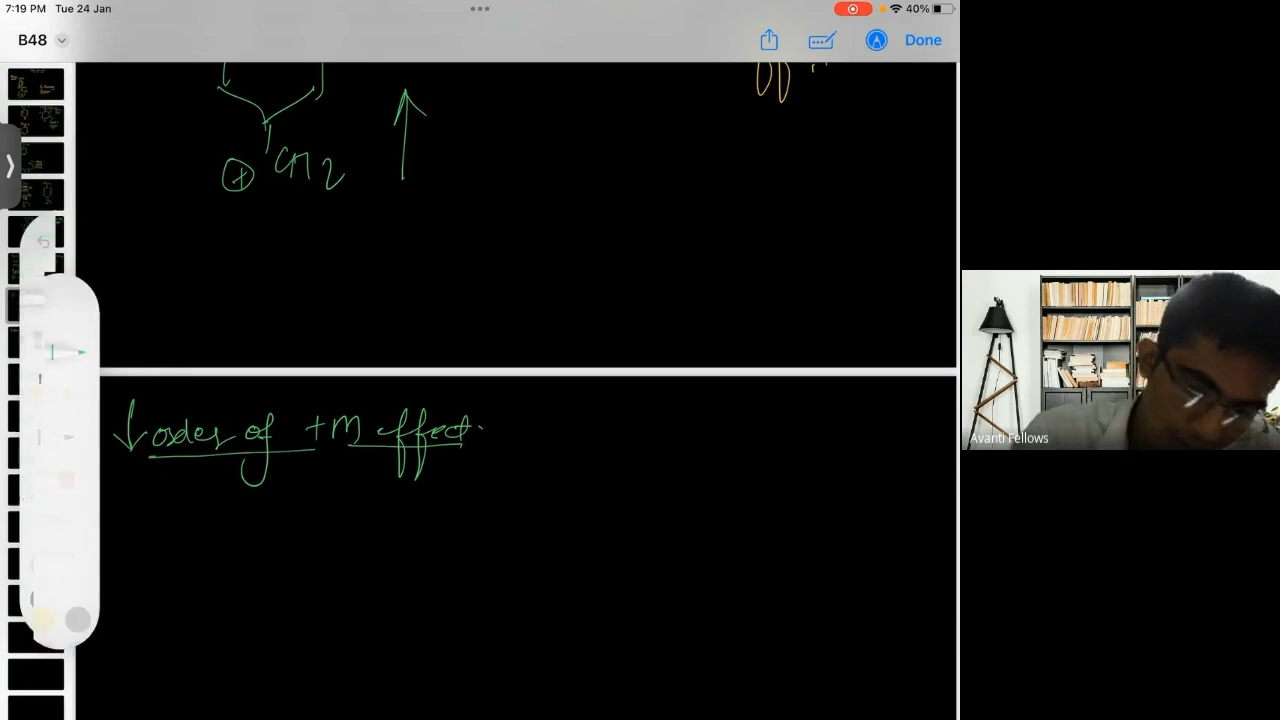 7:19 PM Tue 24 Jan
40%
B48
Done
⊕ CH2
↓ order of +M effect.
Avanti Fellows